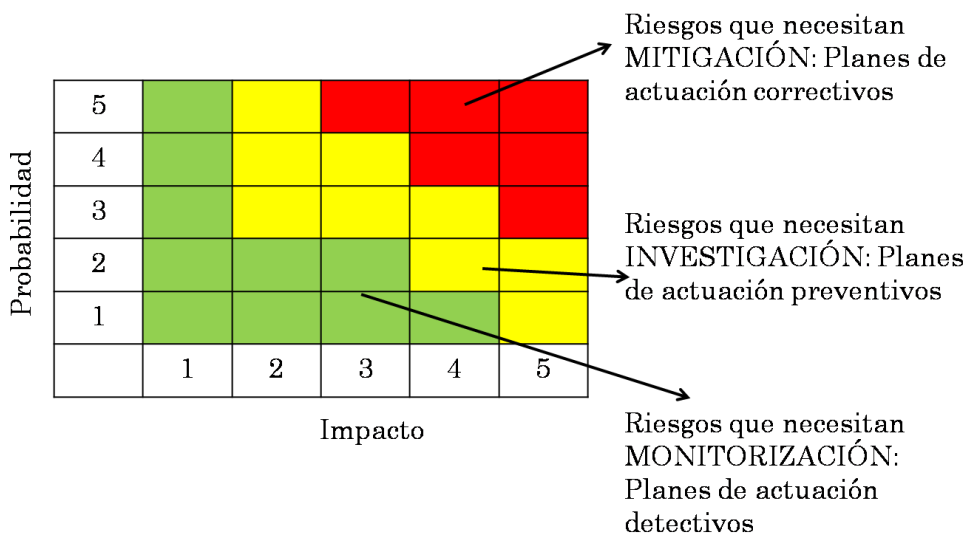 Riesgos que necesitan
MITIGACIÓN: Planes de
actuación correctivos
Probabilidad
5
4
3
2
1
1 2 3 4 5
Impacto
Riesgos que necesitan
INVESTIGACIÓN: Planes
de actuación preventivos
Riesgos que necesitan
MONITORIZACIÓN:
Planes de actuación
detectivos